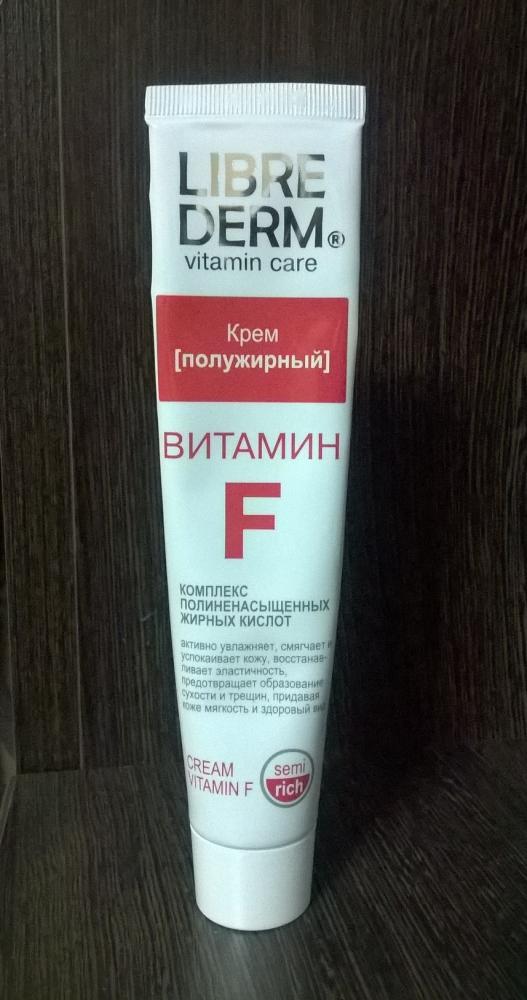 LIBRE
DERM®
vitamin care
Крем
[полужирный]
ВИТАМИН
F
КОМПЛЕКС
ПОЛИНЕНАСЫЩЕННЫХ
ЖИРНЫХ КИСЛОТ
активно увлажняет, смягчает и
успокаивает кожу, восстанав-
ливает эластичность,
предотвращает образование
сухости и трещин, придавая
коже мягкость и здоровый вид
CREAM
VITAMIN F
semi
rich